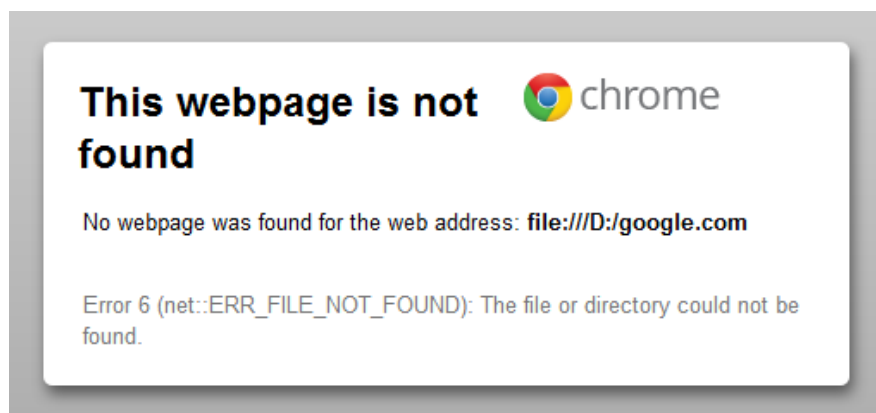 This webpage is not
found
chrome
No webpage was found for the web address: file:///D:/google.com
Error 6 (net::ERR_FILE_NOT_FOUND): The file or directory could not be
found.